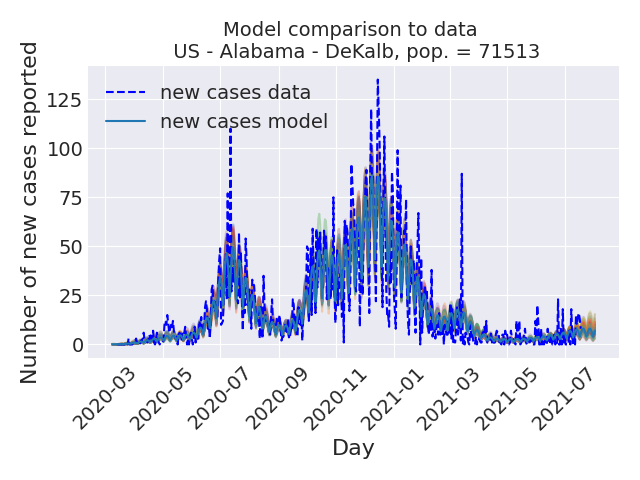 Model comparison to data
US - Alabama - DeKalb, pop. = 71513
Number of new cases reported
125
100
75
50
25
0
new cases data
new cases model
2020-03
2020-05
2020-07
2020-09
2020-11
2021-01
2021-03
2021-05
2021-07
Day